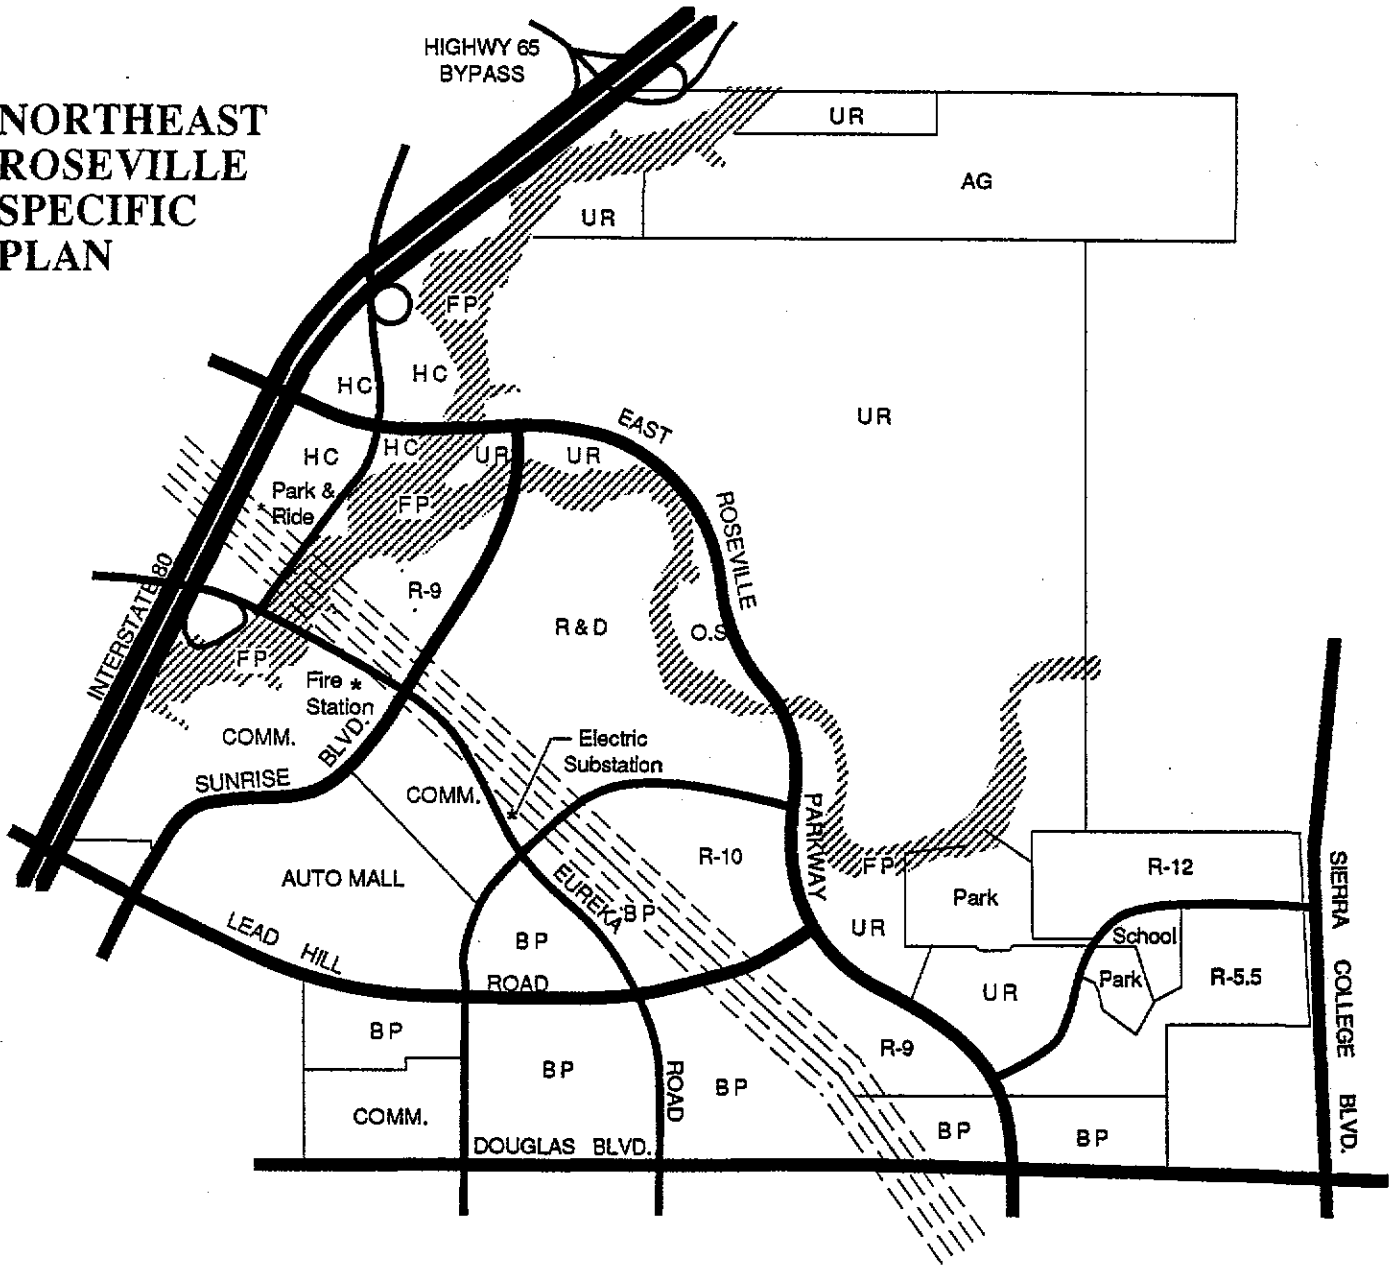 HIGHWY 65
BYPASS
NORTHEAST
ROSEVILLE
SPECIFIC
PLAN
UR
AG
UR
FP
HC
HC
UR
EAST
HC
HC
UR
UR
Park &
* Ride
FP
ROSEVILLE
INTERSTATE 80
R-9
R & D
O.S
FP
Fire *
Station
COMM.
BLVD.
Electric
Substation
SUNRISE
COMM.
*
PARKWAY
R-10
FP
R-12
SIERRA COLLEGE BLVD.
AUTO MALL
EUREKA
Park
BP
LEAD HILL
BP
UR
School
ROAD
UR
Park
R-5.5
BP
R-9
BP
BP
ROAD
COMM.
BP
BP
DOUGLAS BLVD.